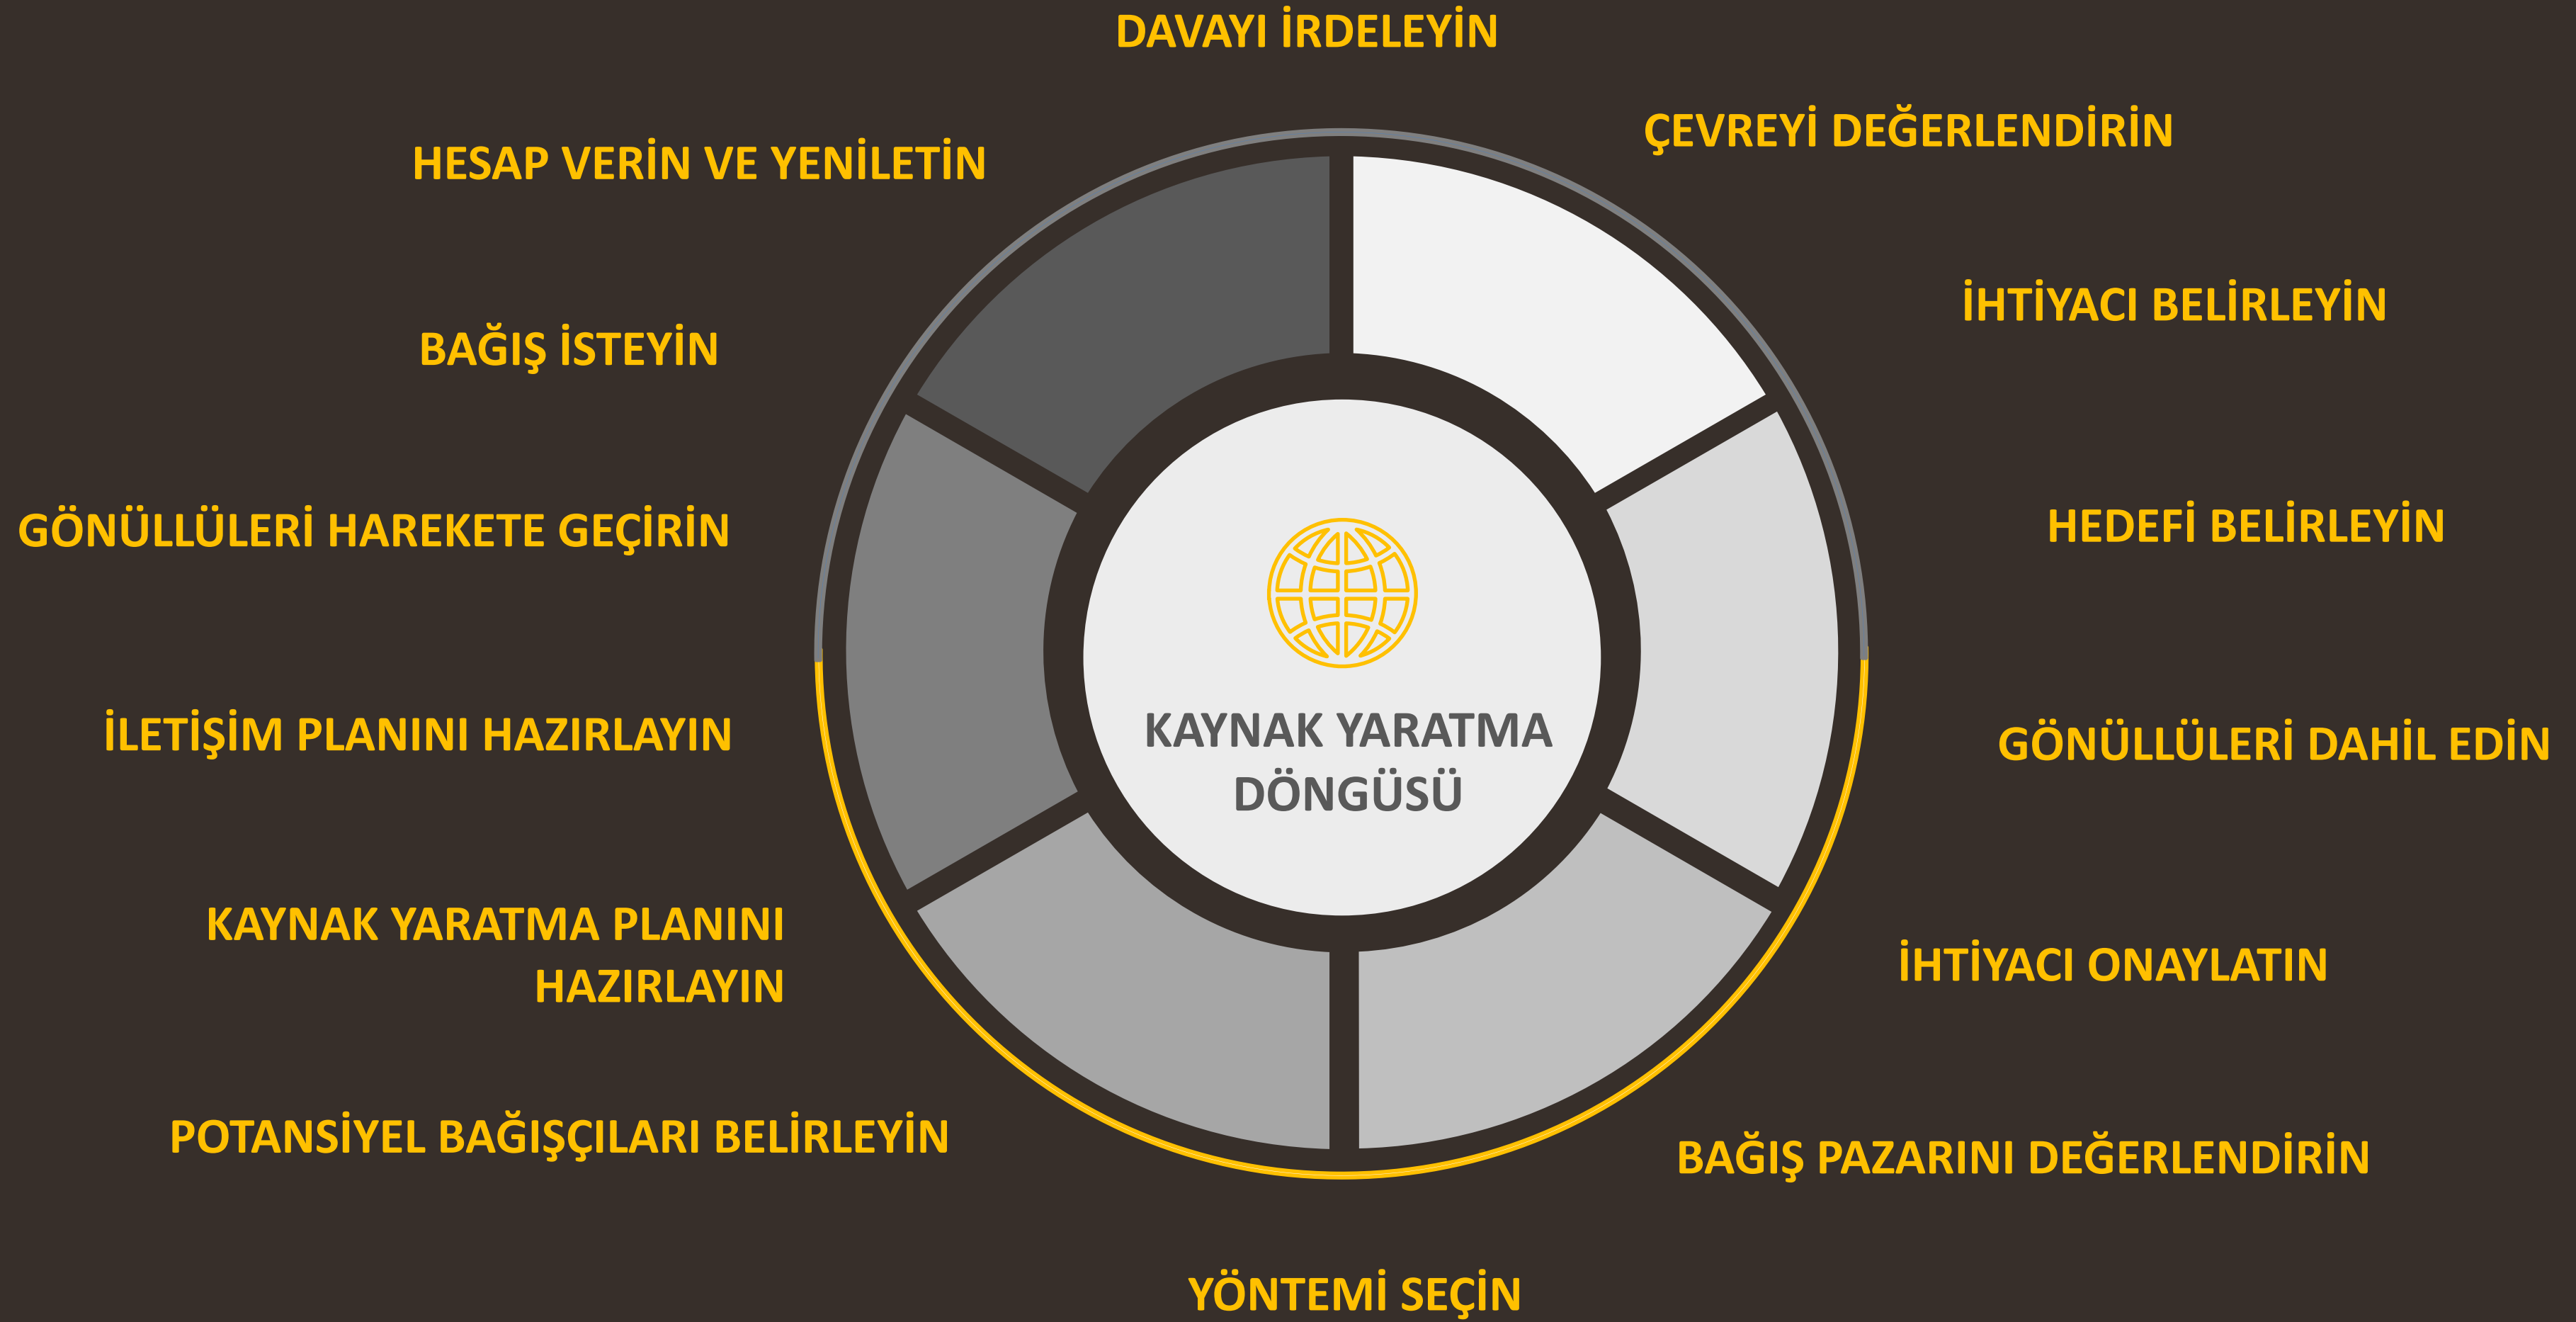 DAVAYI İRDELEYİN
ÇEVREYİ DEĞERLENDİRİN
İHTİYACI BELİRLEYİN
HEDEFİ BELİRLEYİN
GÖNÜLLÜLERİ DAHİL EDİN
İHTİYACI ONAYLATIN
BAĞIŞ PAZARINI DEĞERLENDİRİN
YÖNTEMİ SEÇİN
POTANSİYEL BAĞIŞÇILARI BELİRLEYİN
KAYNAK YARATMA PLANINI
HAZIRLAYIN
İLETİŞİM PLANINI HAZIRLAYIN
GÖNÜLLÜLERİ HAREKETE GEÇİRİN
BAĞIŞ İSTEYİN
HESAP VERİN VE YENİLETİN
KAYNAK YARATMA
DÖNGÜSÜ